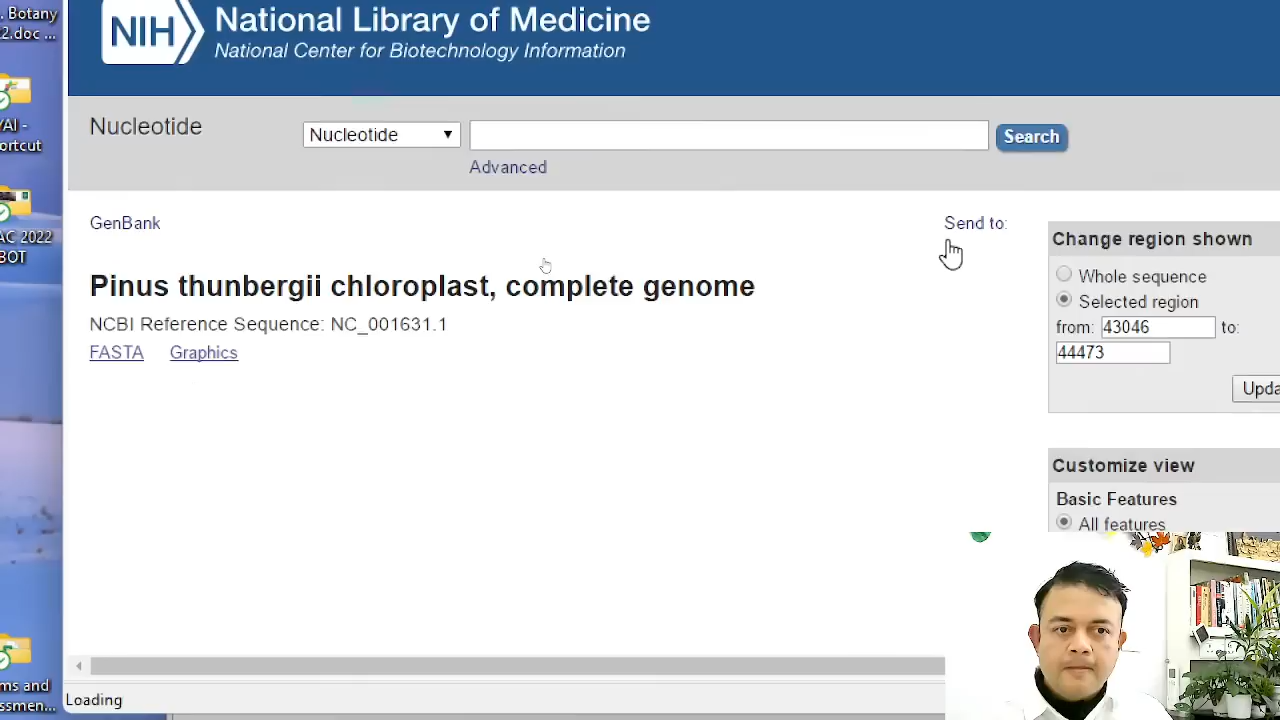 . Botany
2.doc ...
NIH
National Library of Medicine
National Center for Biotechnology Information
Nucleotide
Nucleotide
Search
Advanced
YAI -
ortcut
AC 2022
BOT
GenBank
Send to:
Change region shown
Whole sequence
Selected region
from: 43046 to:
44473
Upda
Pinus thunbergii chloroplast, complete genome
NCBI Reference Sequence: NC_001631.1
FASTA Graphics
Customize view
Basic Features
All features
ms and
ssmen...
Loading